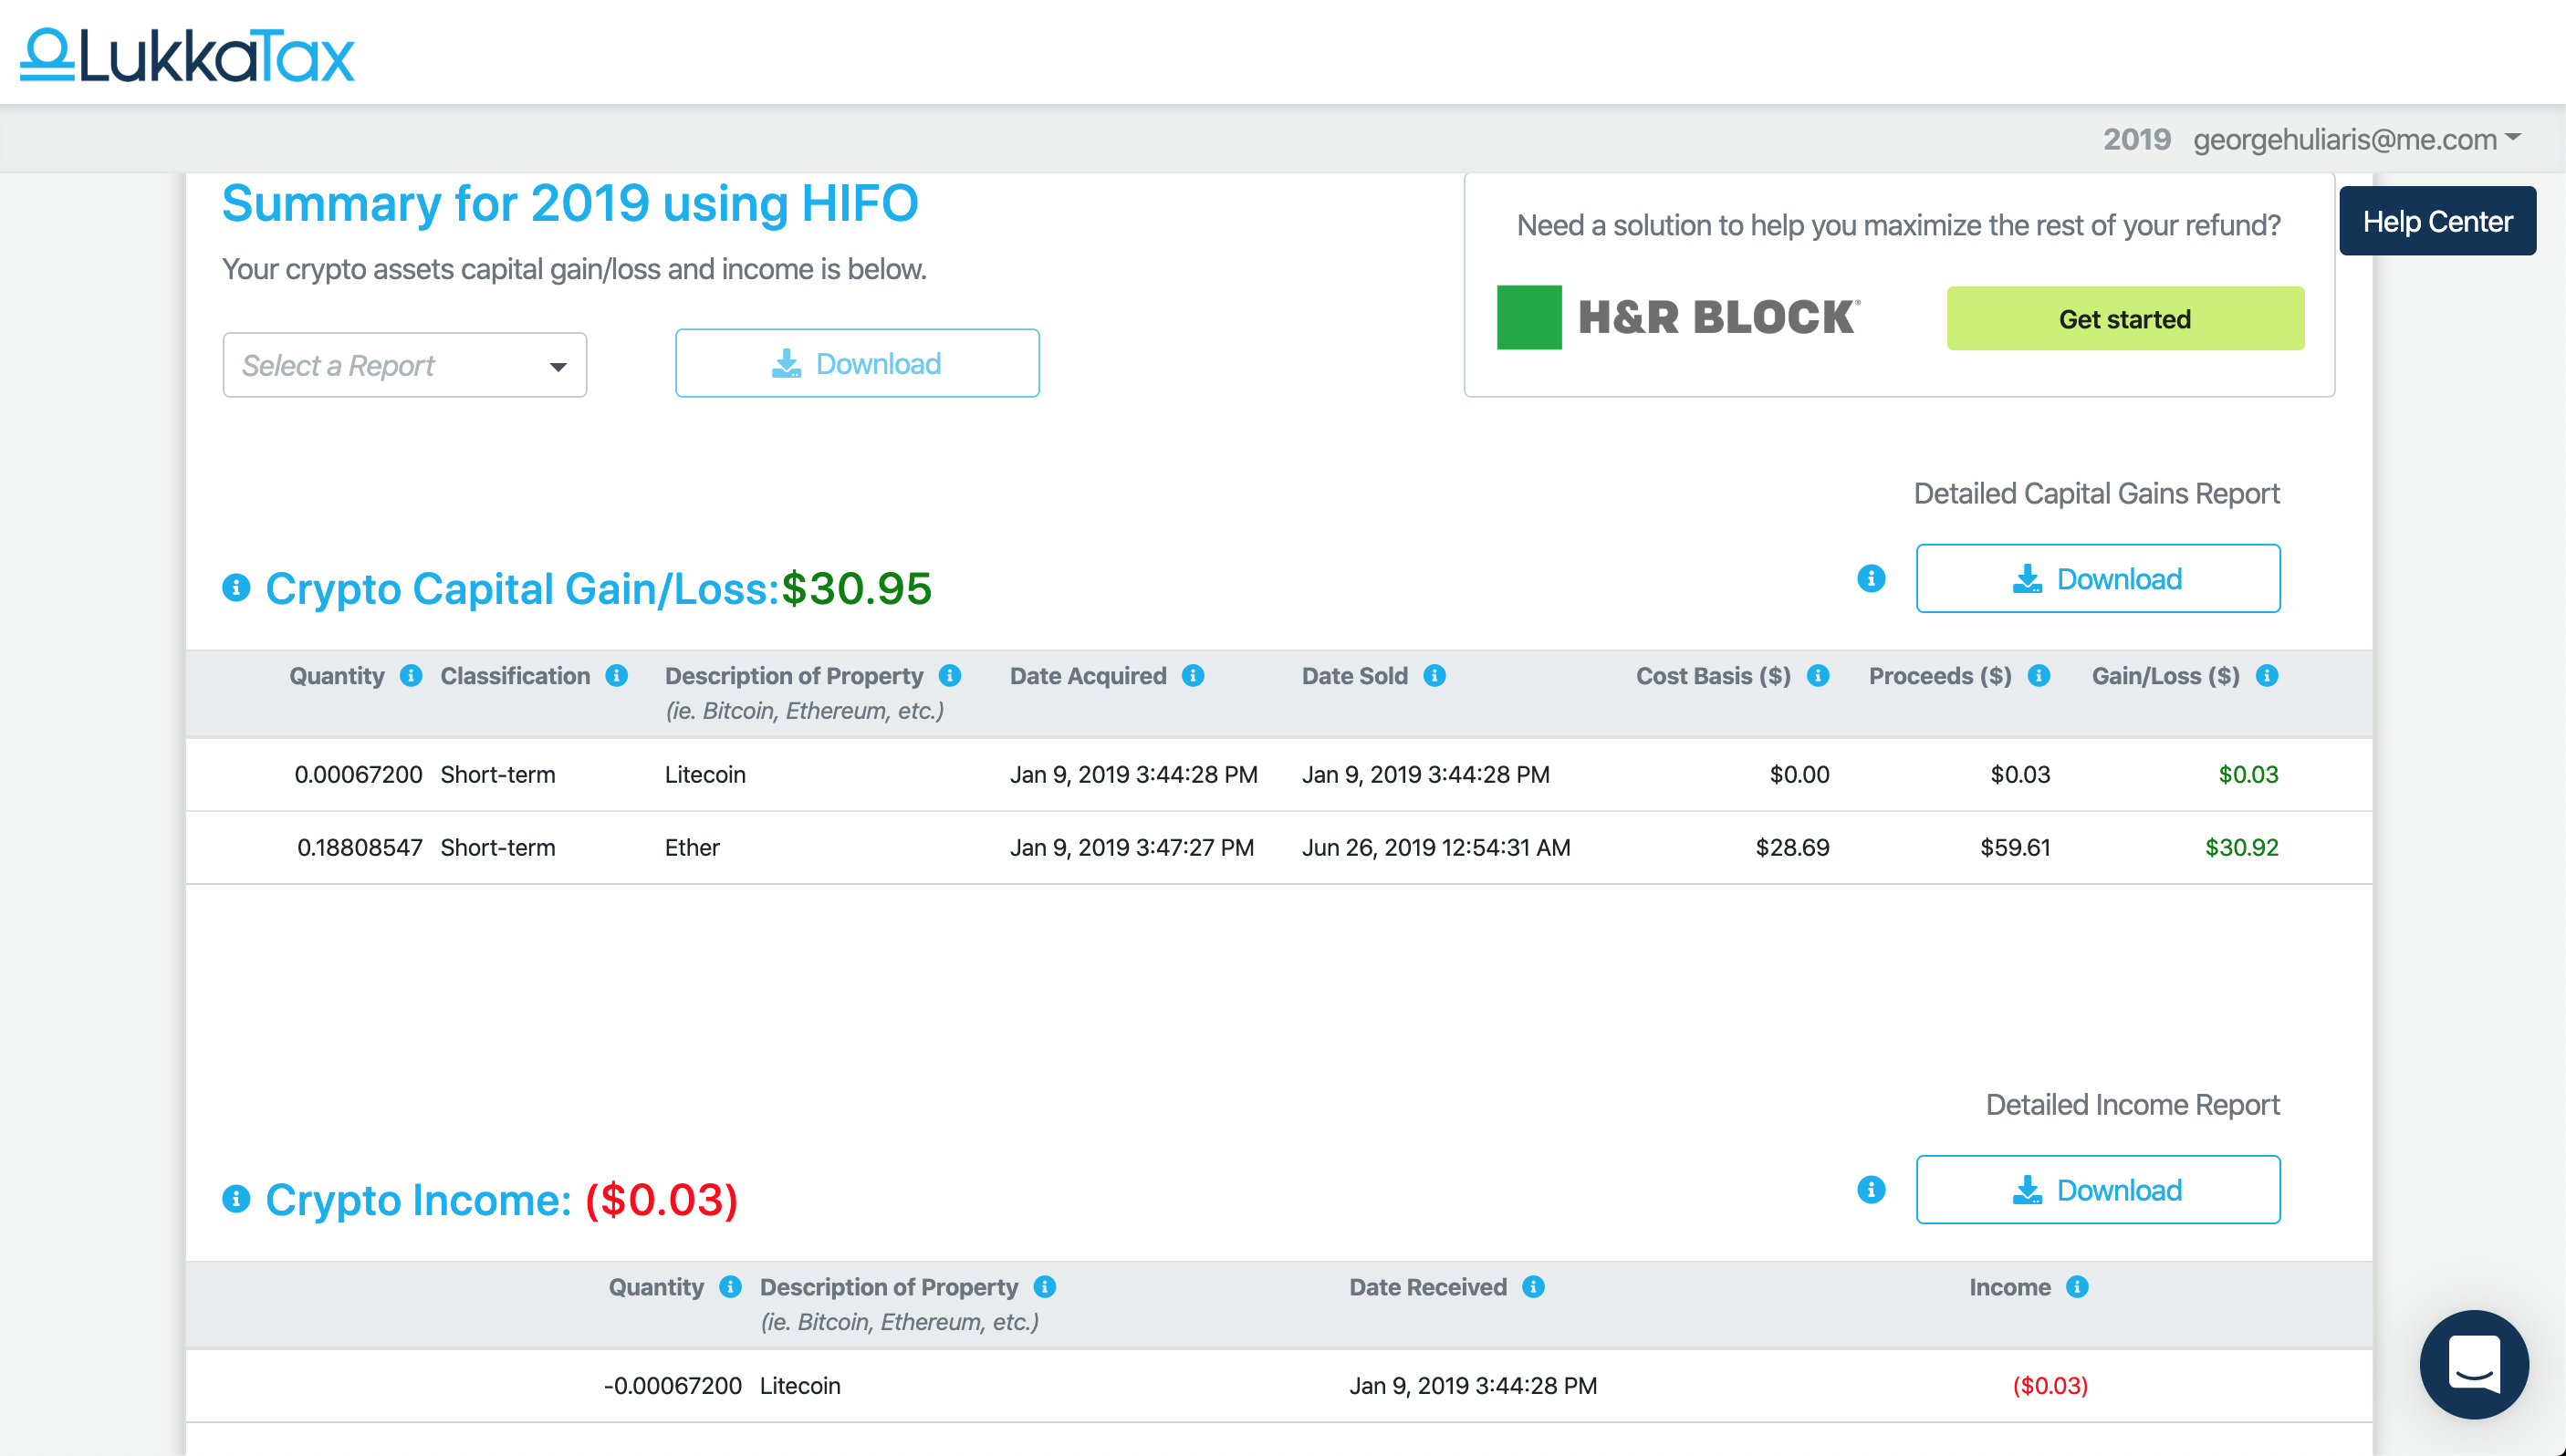 LukkaTax
2019 georgehuliaris@me.com
Summary for 2019 using HIFO
Your crypto assets capital gain/loss and income is below.
Select a Report
Download
Need a solution to help you maximize the rest of your refund?
H&R BLOCK®
Get started
Help Center
Detailed Capital Gains Report
Crypto Capital Gain/Loss:$30.95
Download
Quantity Classification Description of Property Date Acquired Date Sold Cost Basis ($) Proceeds ($) Gain/Loss ($)
(ie. Bitcoin, Ethereum, etc.)
0.00067200 Short-term Litecoin Jan 9, 2019 3:44:28 PM Jan 9, 2019 3:44:28 PM $0.00 $0.03 $0.03
0.18808547 Short-term Ether Jan 9, 2019 3:47:27 PM Jun 26, 2019 12:54:31 AM $28.69 $59.61 $30.92
Detailed Income Report
Crypto Income: ($0.03)
Download
Quantity Description of Property Date Received Income
(ie. Bitcoin, Ethereum, etc.)
-0.00067200 Litecoin Jan 9, 2019 3:44:28 PM ($0.03)